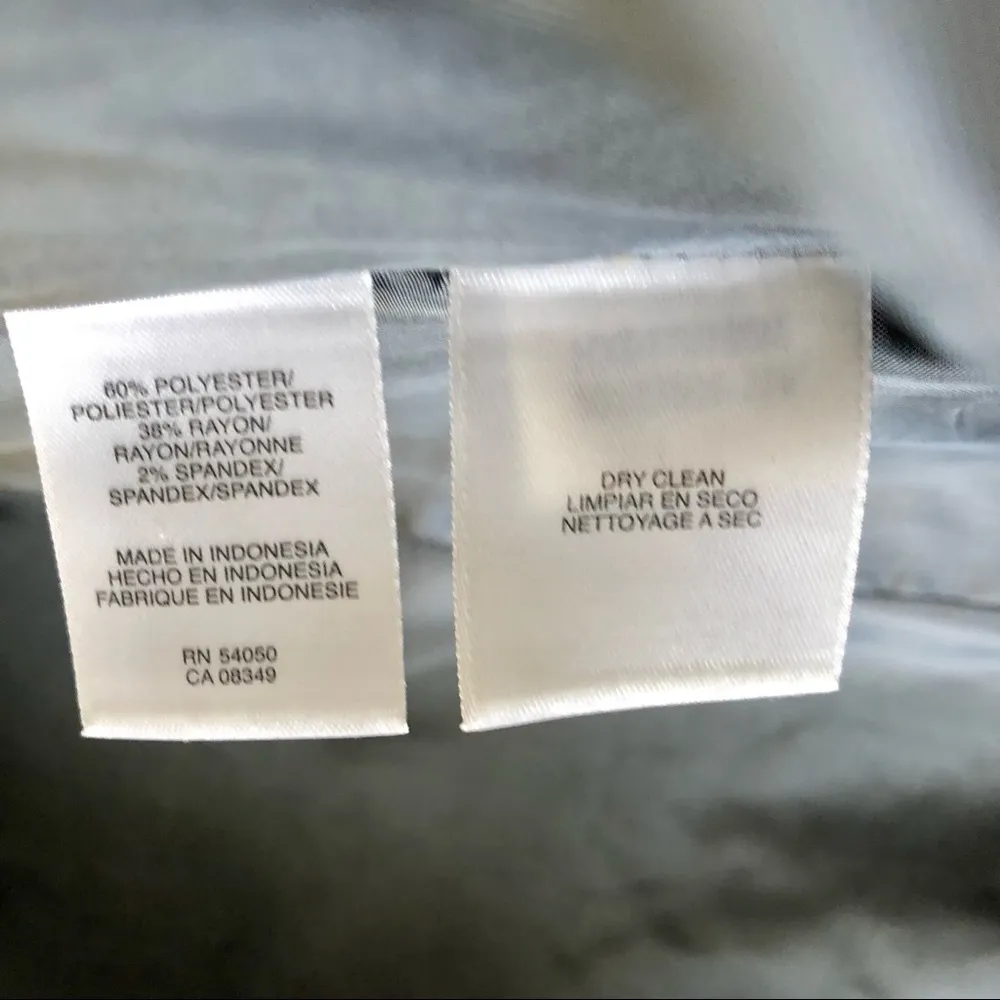 60% POLYESTER/
POLIESTER/POLYESTER
38% RAYON/
RAYON/RAYONNE
2% SPANDEX/
SPANDEX/SPANDEX
MADE IN INDONESIA
HECHO EN INDONESIA
FABRIQUE EN INDONESIE
RN 54050
CA 08349
DRY CLEAN
LIMPIAR EN SECO
NETTOYAGE A SEC